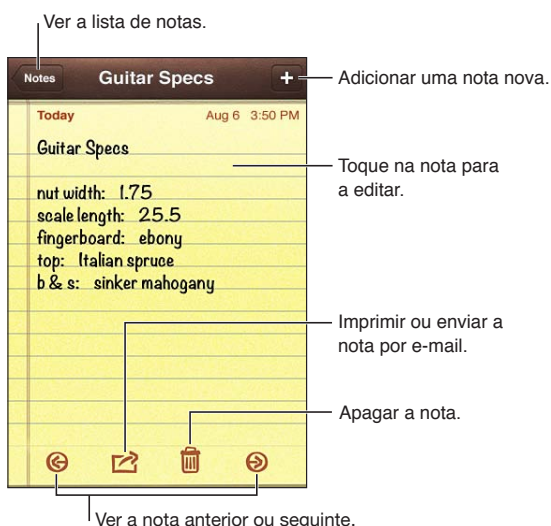 Ver a lista de notas.
Notes
Guitar Specs
+
Adicionar uma nota nova.
Today
Aug 6 3:50 PM
Guitar Specs
Toque na nota para
a editar.
nut width: 1.75
scale length: 25.5
fingerboard: ebony
top: Italian spruce
b & s: sinker mahogany
Imprimir ou enviar a
nota por e-mail.
Apagar a nota.
Ver a nota anterior ou seguinte.